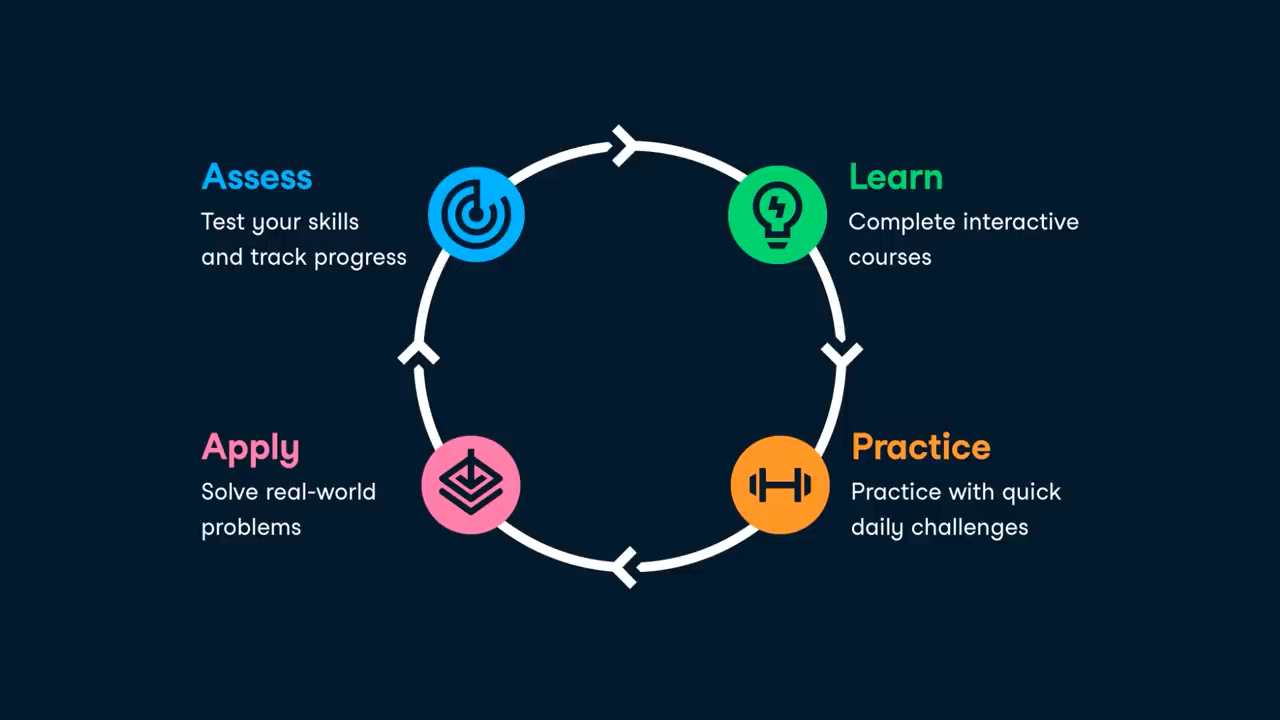 Assess
Test your skills
and track progress
Learn
Complete interactive
courses
Apply
Solve real-world
problems
Practice
Practice with quick
daily challenges